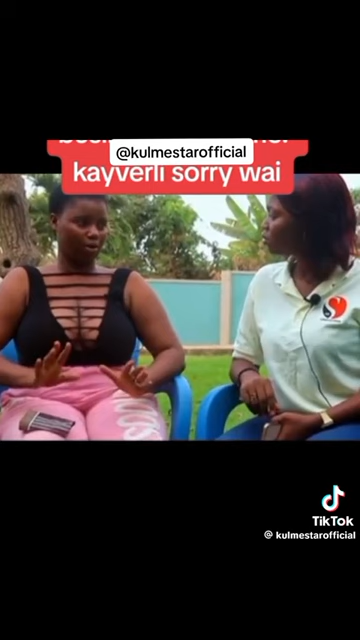 @kulmestarofficial
kayverli sorry wai
TikTok
@ kulmestarofficial